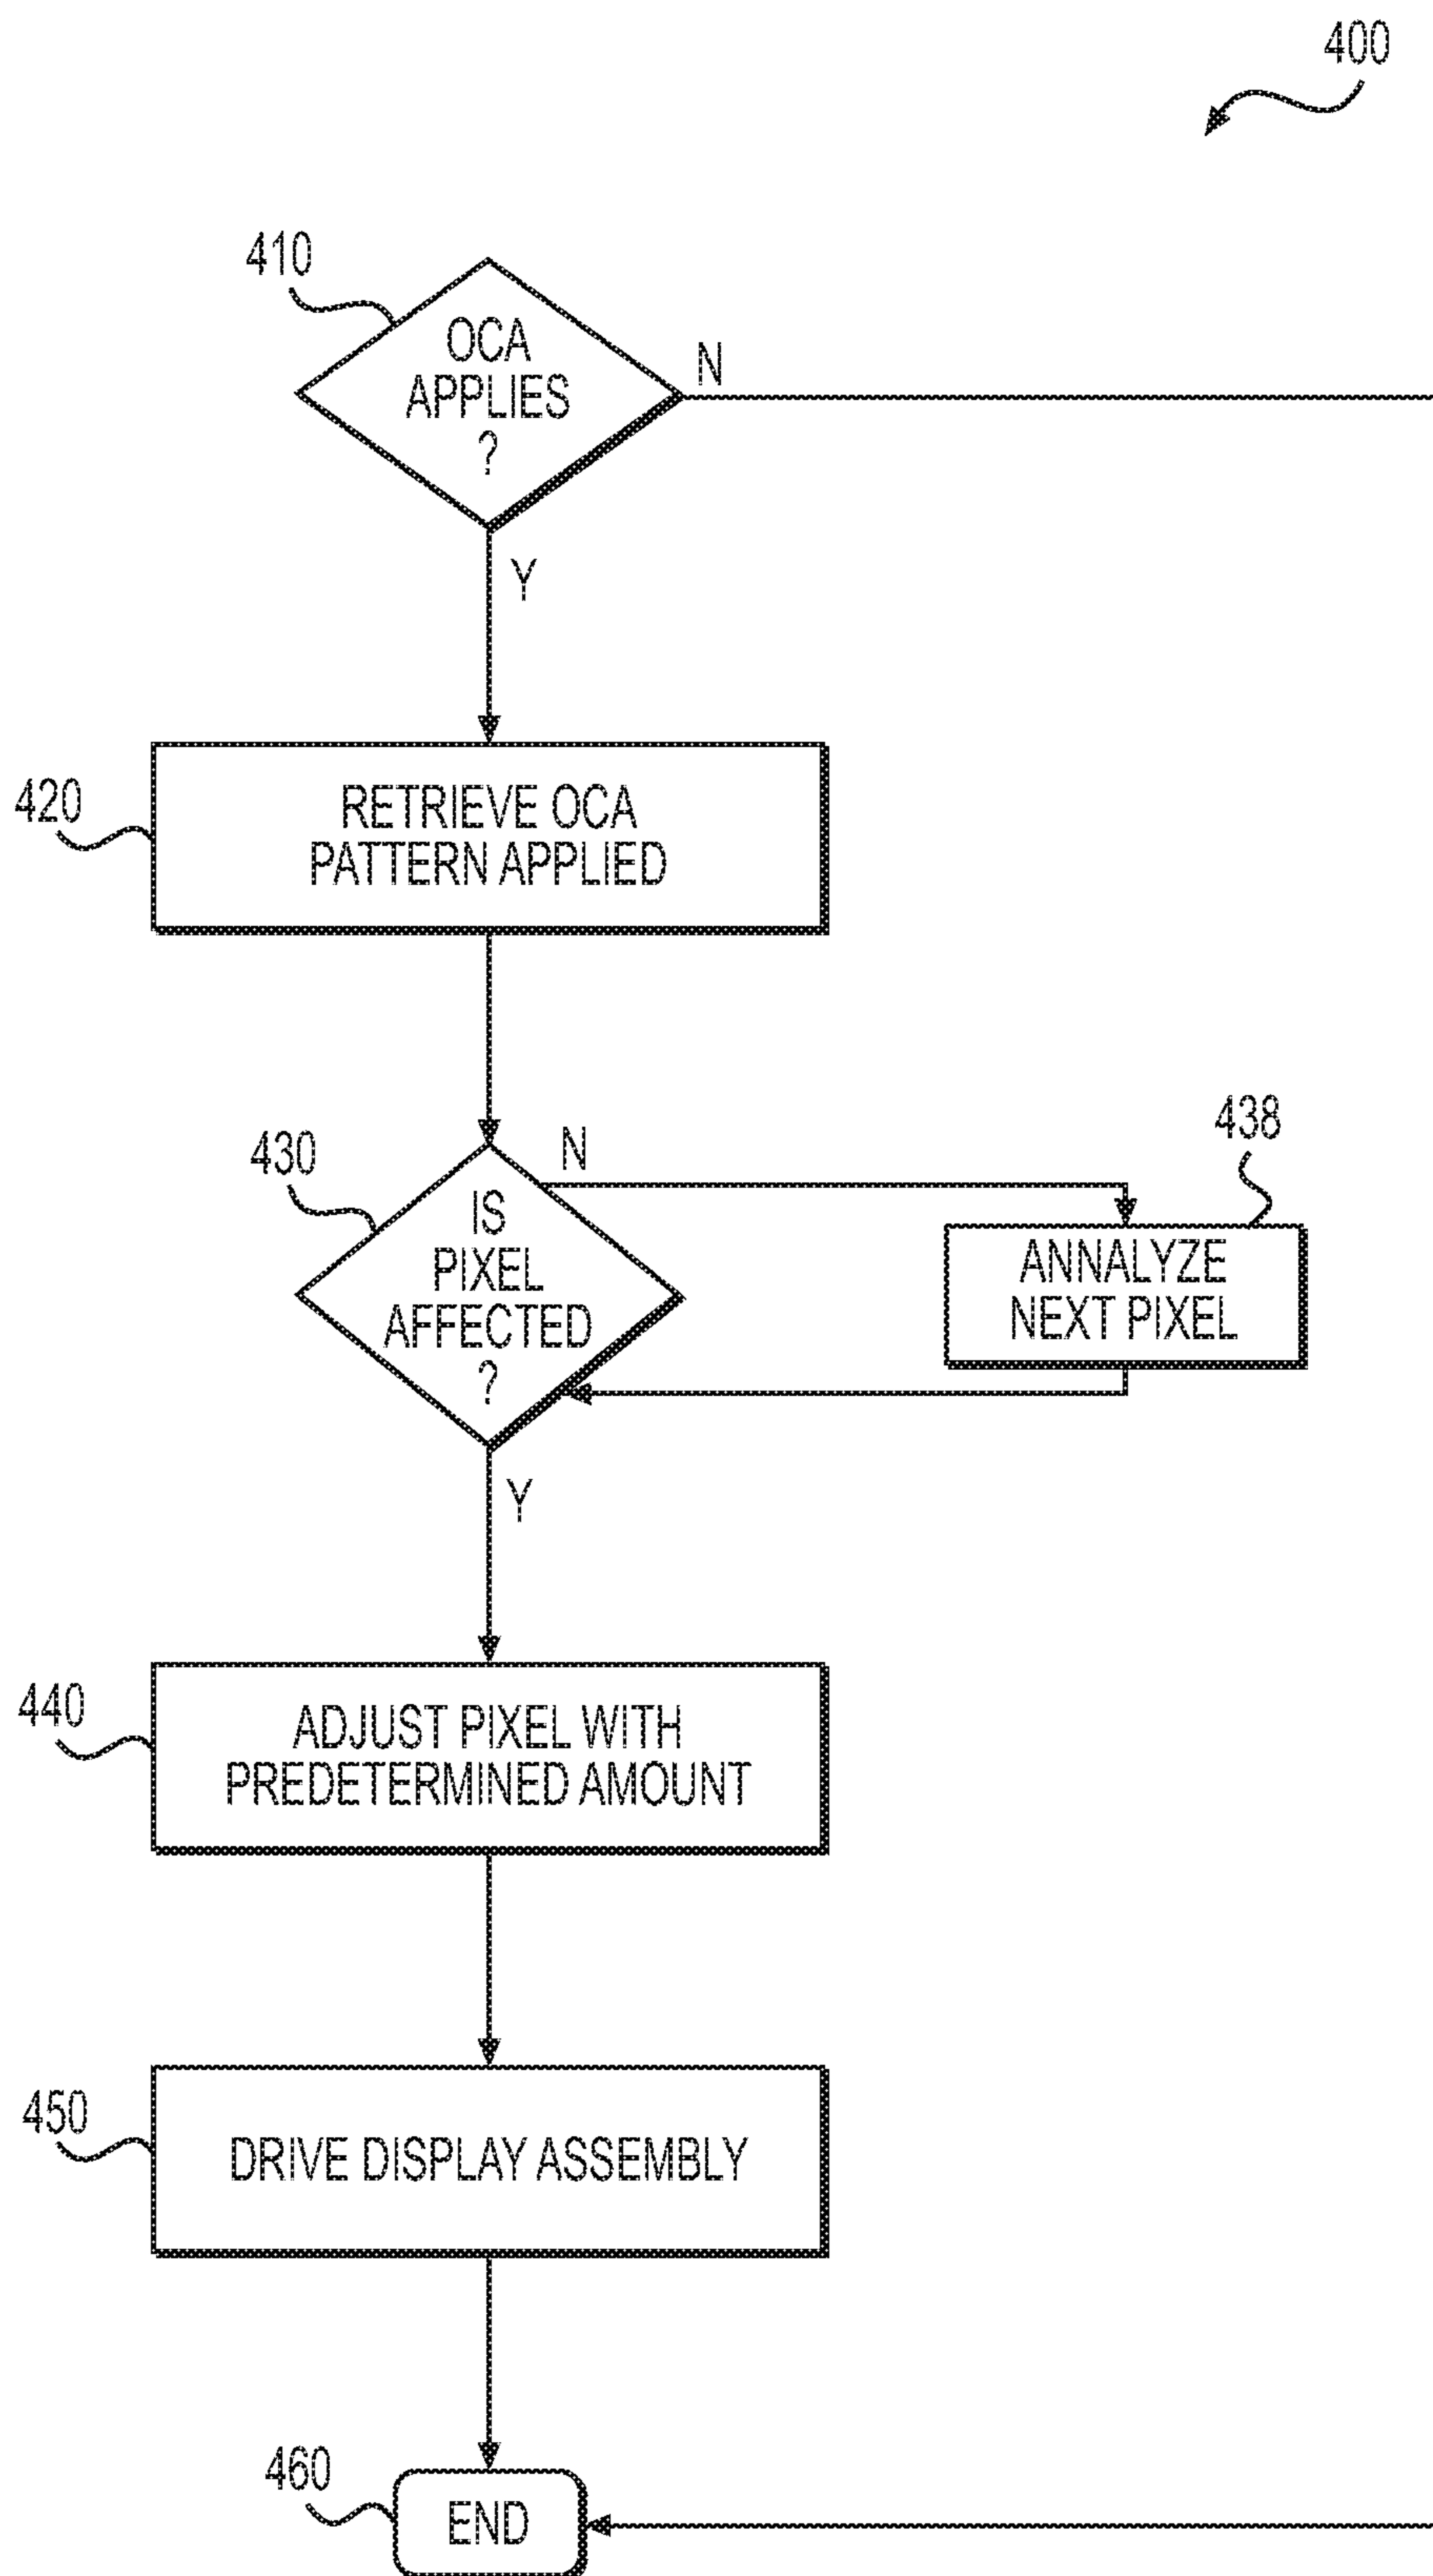 400
410
OCA
APPLIES
?
N
Y
420
RETRIEVE OCA
PATTERN APPLIED
430
N
438
IS
PIXEL
AFFECTED
?
ANNALYZE
NEXT PIXEL
Y
440
ADJUST PIXEL WITH
PREDETERMINED AMOUNT
450
DRIVE DISPLAY ASSEMBLY
460
END